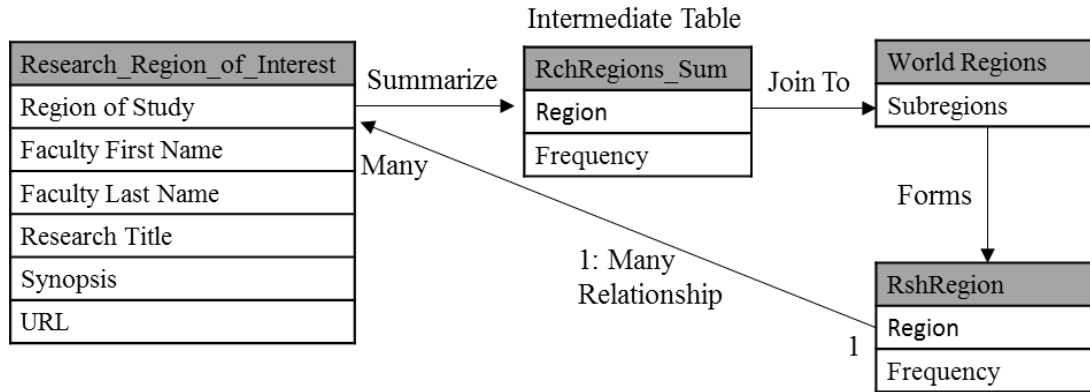 Intermediate Table
Research_Region_of_Interest
Region of Study
Faculty First Name
Faculty Last Name
Research Title
Synopsis
URL
Summarize
Many
RchRegions_Sum
Region
Frequency
Join To
World Regions
Subregions
Forms
1: Many
Relationship
1
RshRegion
Region
Frequency